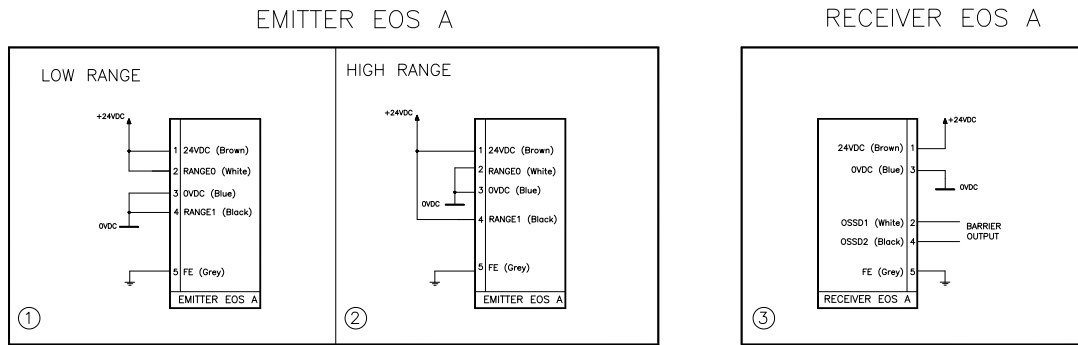 EMITTER EOS A
RECEIVER EOS A
LOW RANGE
+24VDC
1 24VDC (Brown)
2 RANGE0 (White)
3 0VDC (Blue)
4 RANGE1 (Black)
0VDC
5 FE (Grey)
EMITTER EOS A
1
HIGH RANGE
+24VDC
1 24VDC (Brown)
2 RANGE0 (White)
3 0VDC (Blue)
0VDC
4 RANGE1 (Black)
5 FE (Grey)
EMITTER EOS A
2
+24VDC
24VDC (Brown) 1
0VDC (Blue) 3
0VDC
OSSD1 (White) 2
OSSD2 (Black) 4
BARRIER
OUTPUT
FE (Grey) 5
RECEIVER EOS A
3